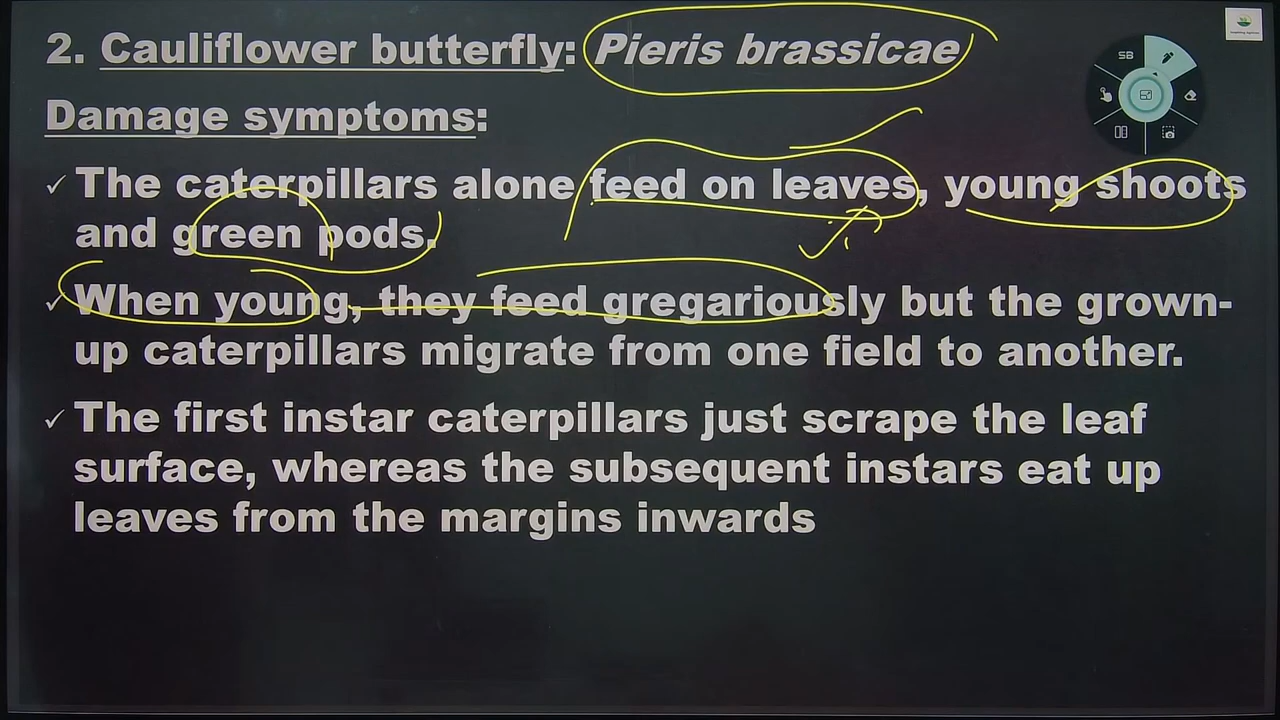 2. Cauliflower butterfly: Pieris brassicae
SB
Damage symptoms:
✓ The caterpillars alone feed on leaves, young shoots
and green pods.
✓ When young, they feed gregariously but the grown-
up caterpillars migrate from one field to another.
✓ The first instar caterpillars just scrape the leaf
surface, whereas the subsequent instars eat up
leaves from the margins inwards